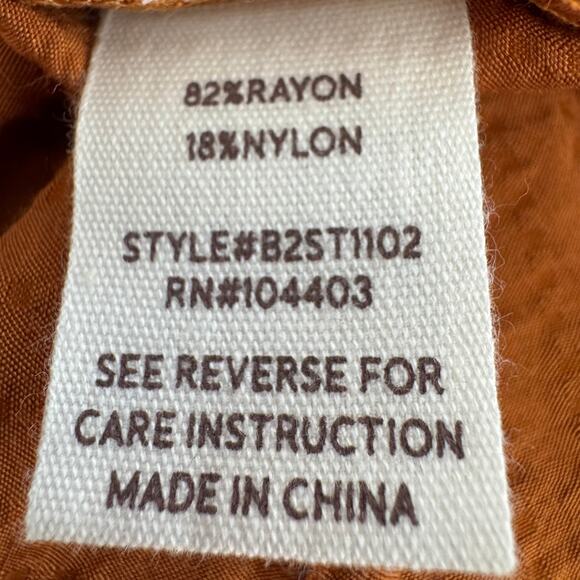 82%RAYON
18%NYLON
STYLE#B2ST1102
RN#104403
SEE REVERSE FOR
CARE INSTRUCTION
MADE IN CHINA